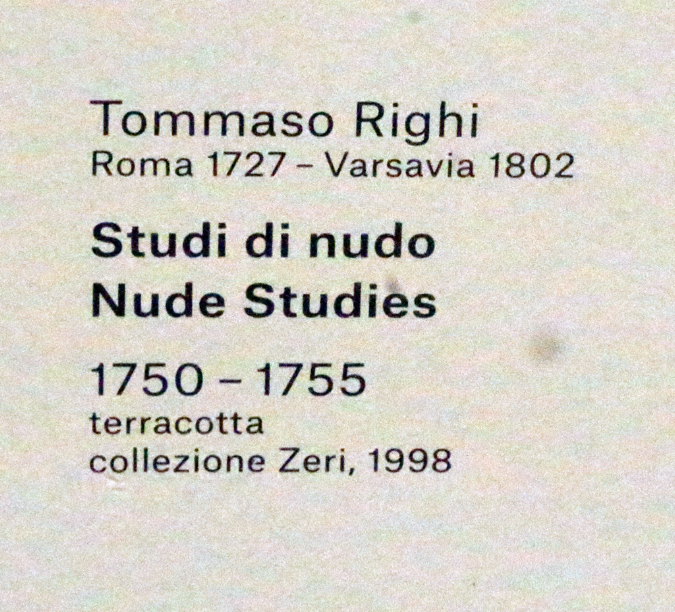 Tommaso Righi
Roma 1727 – Varsavia 1802
Studi di nudo
Nude Studies
1750 – 1755
terracotta
collezione Zeri, 1998